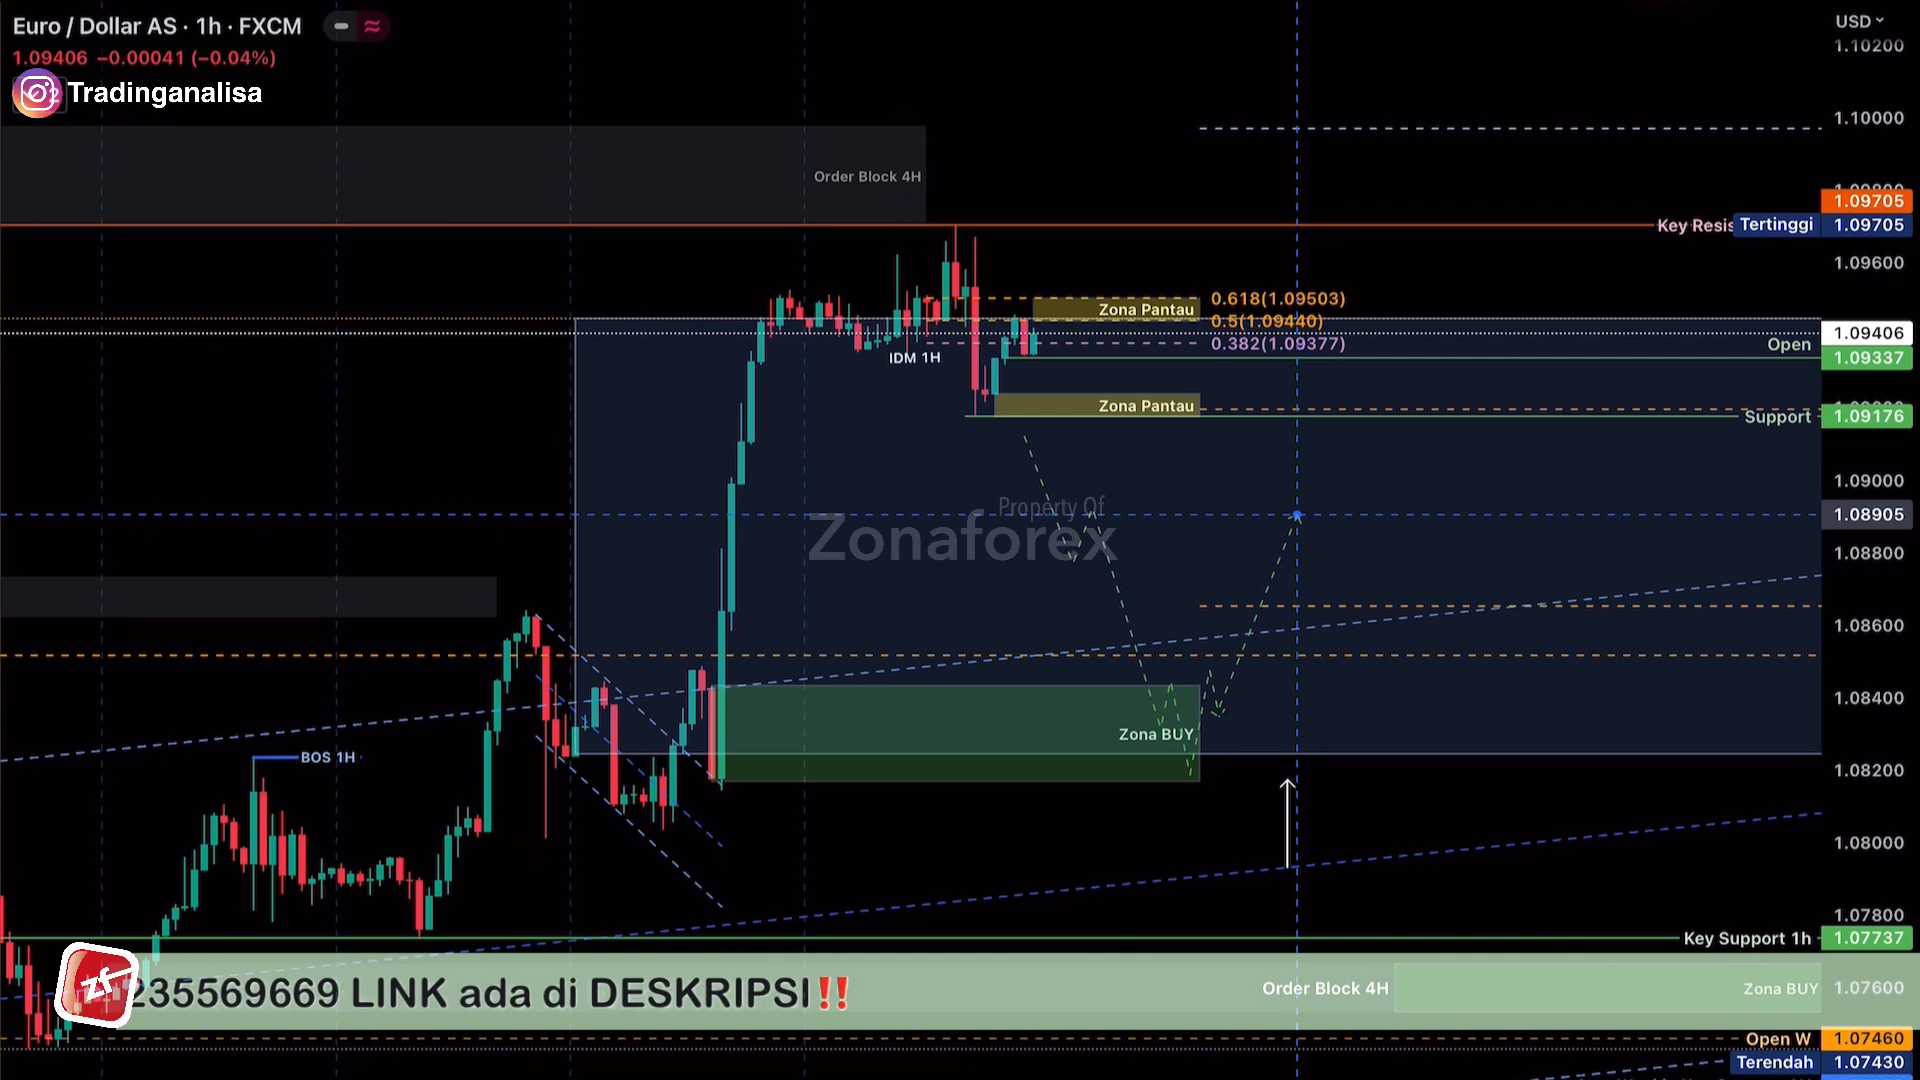 Euro / Dollar AS · 1h · FXCM
1.09406 −0.00041 (−0.04%)
Tradinganalisa
USD
1.10200
1.10000
Order Block 4H
1.09705
Key Resis Tertinggi 1.09705
1.09600
0.618(1.09503)
Zona Pantau
0.5(1.09440)
1.09406
0.382(1.09377)
Open
IDM 1H
1.09337
Zona Pantau
Support 1.09176
1.09000
Property Of
Zonaforex
1.08905
1.08800
1.08600
1.08400
Zona BUY
BOS 1H
1.08200
1.08000
1.07800
Key Support 1h 1.07737
zf
235569669 LINK ada di DESKRIPSI‼️
Order Block 4H
Zona BUY
1.07600
Open W 1.07460
Terendah 1.07430